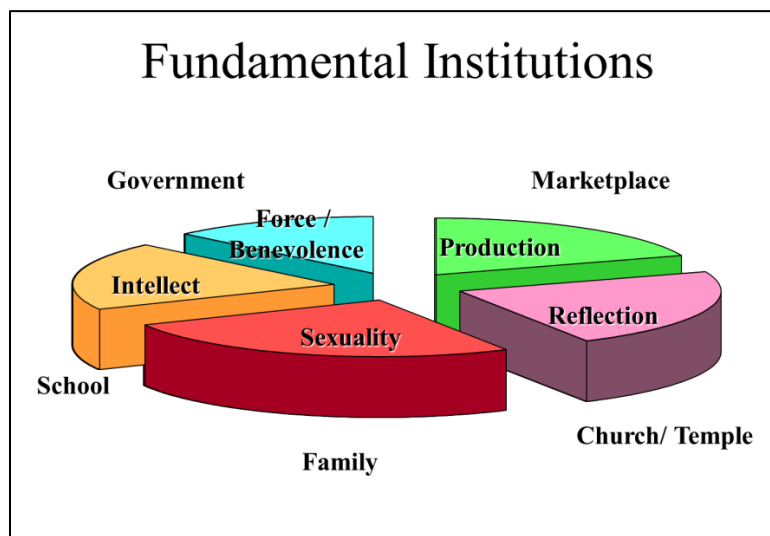 Fundamental Institutions
Government
Marketplace
Force /
Benevolence
Production
Intellect
Reflection
Sexuality
School
Church/ Temple
Family